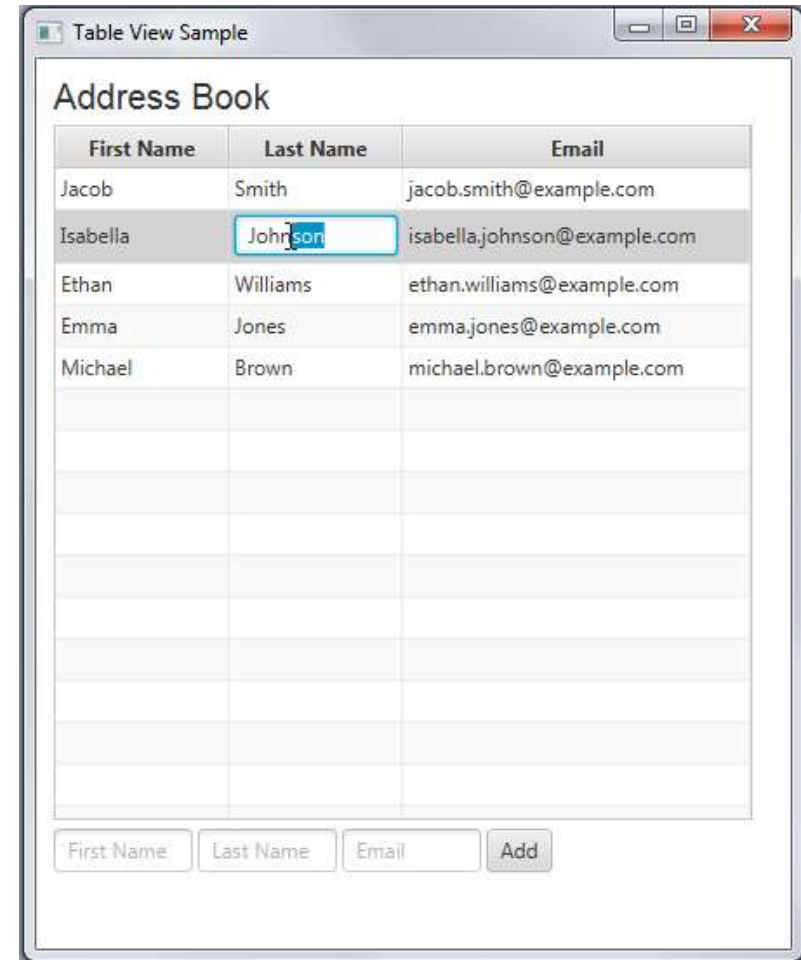 Table View Sample
Address Book
First Name Last Name Email
Jacob Smith jacob.smith@example.com
Isabella Johnson isabella.johnson@example.com
Ethan Williams ethan.williams@example.com
Emma Jones emma.jones@example.com
Michael Brown michael.brown@example.com
First Name Last Name Email Add